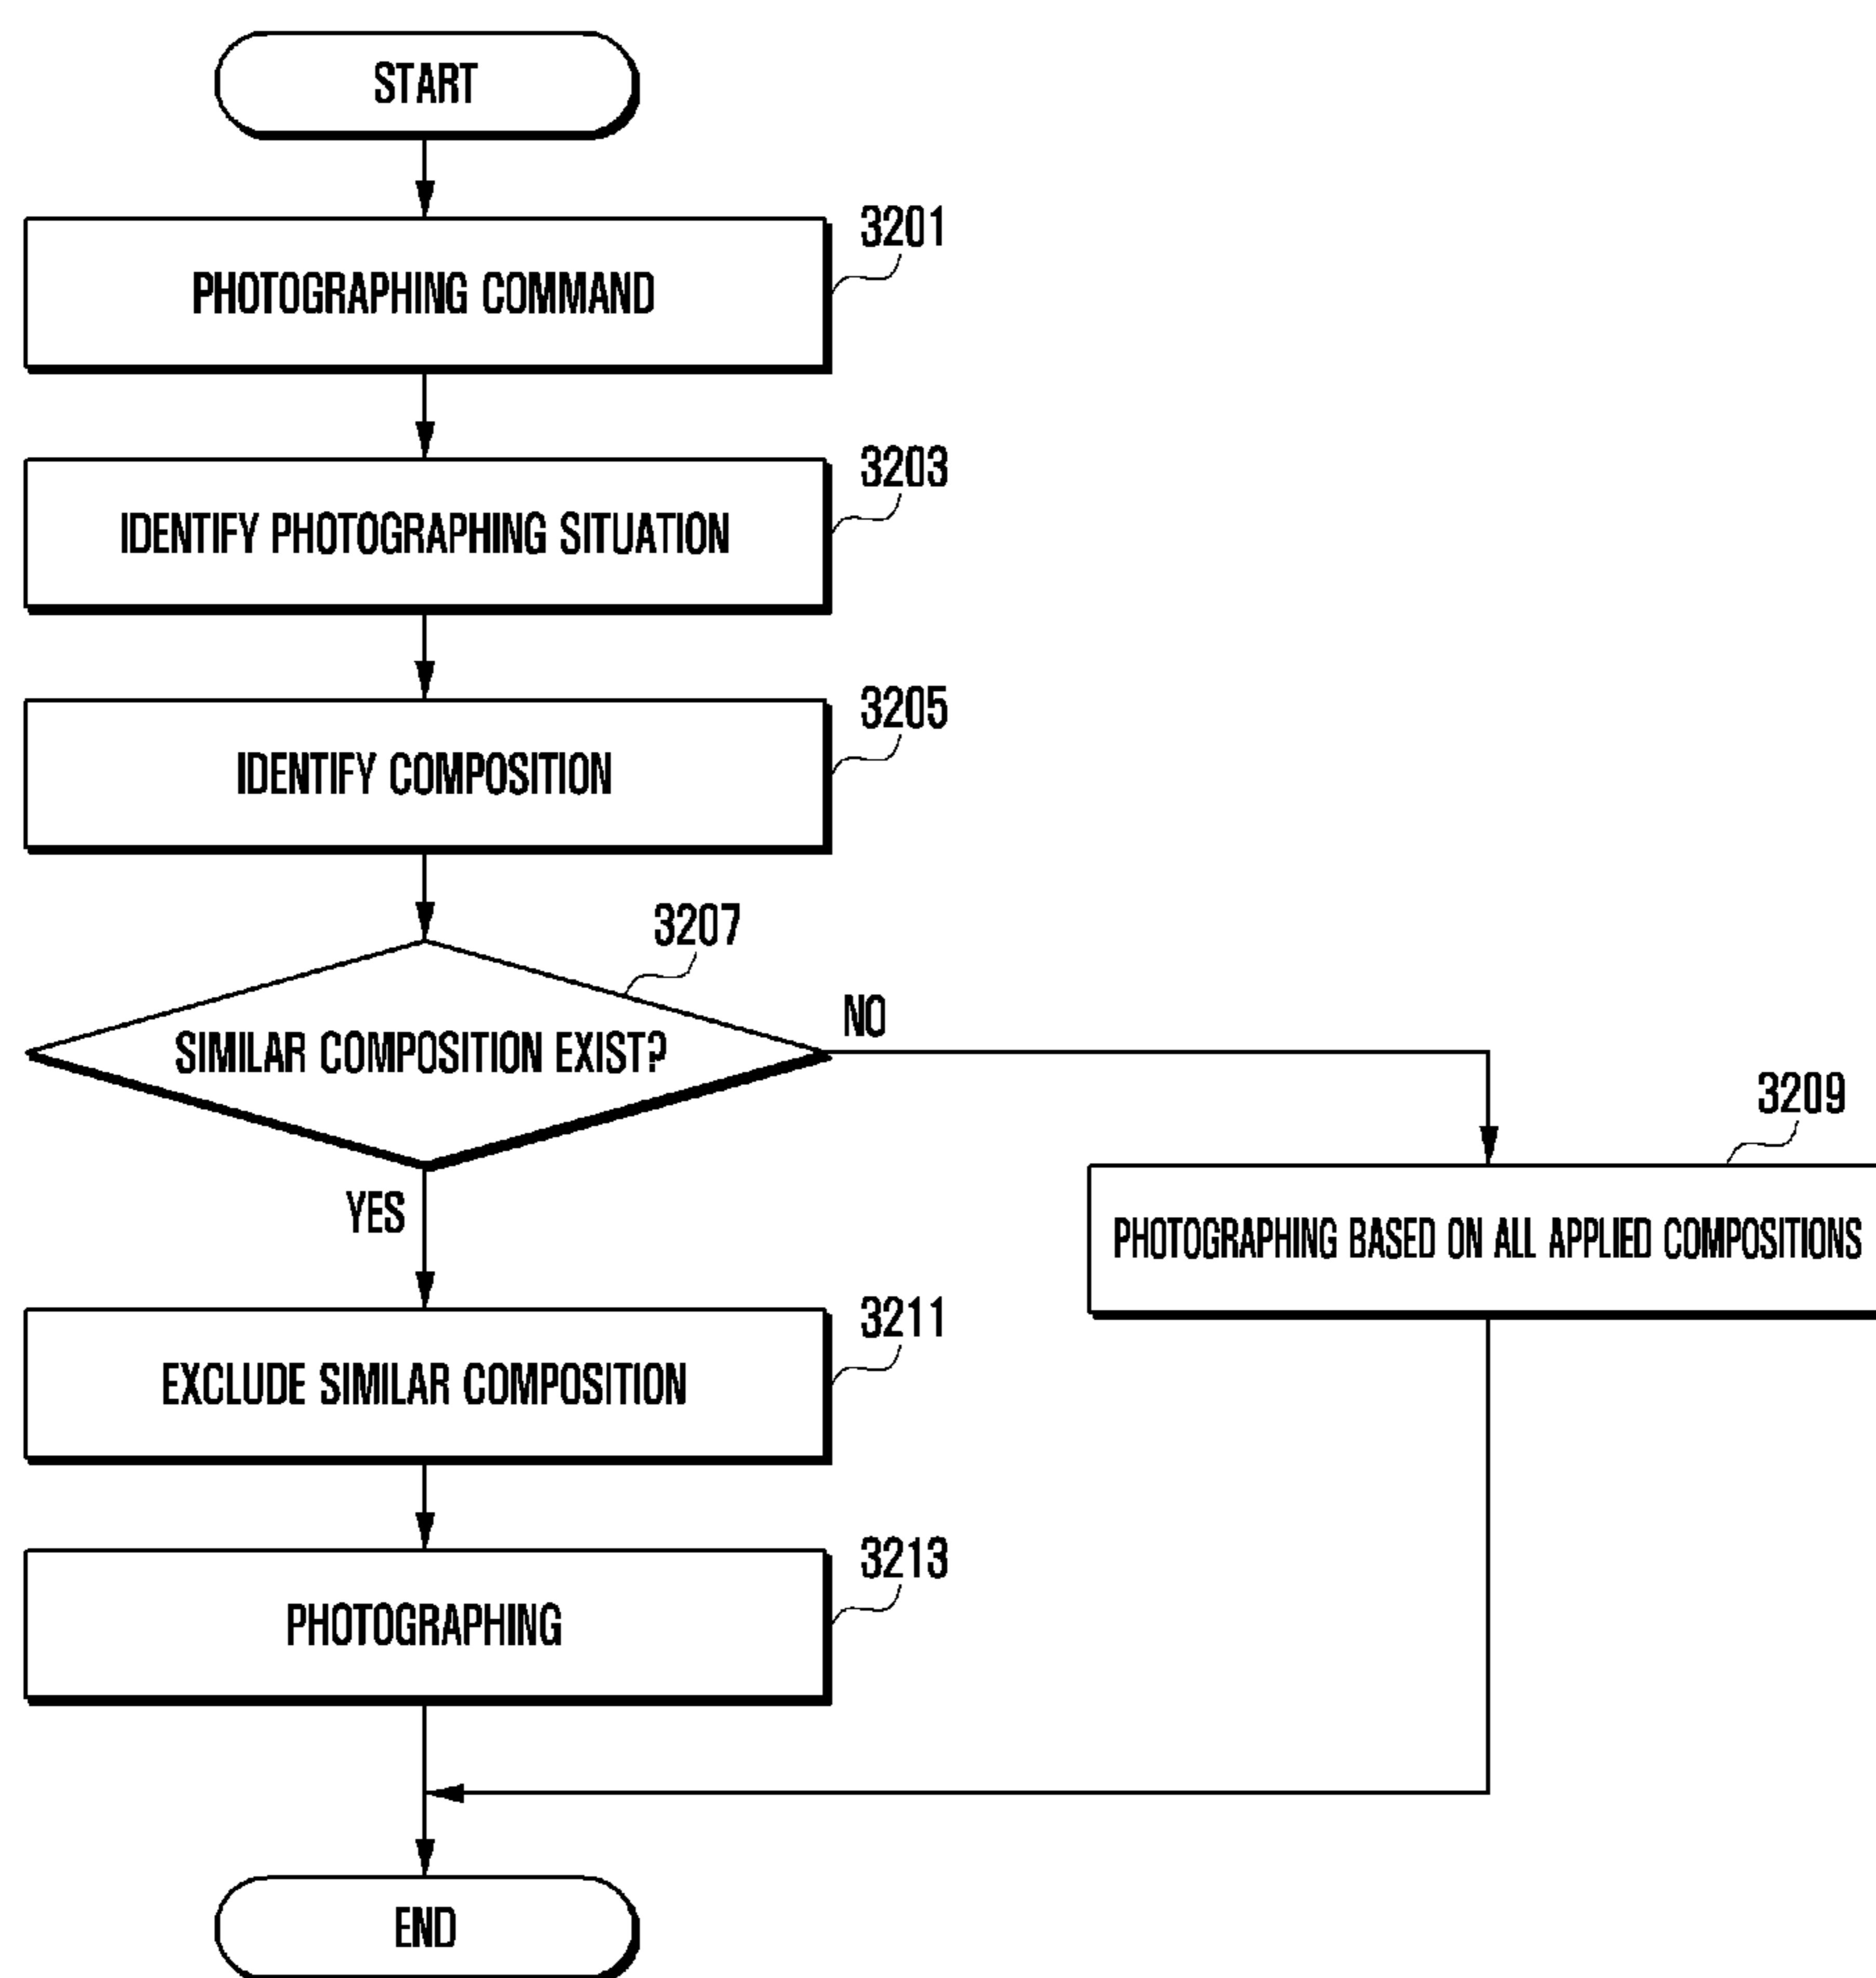 START
3201
PHOTOGRAPHING COMMAND
3203
IDENTIFY PHOTOGRAPHING SITUATION
3205
IDENTIFY COMPOSITION
3207
SIMILAR COMPOSITION EXIST?
NO
3209
PHOTOGRAPHING BASED ON ALL APPLIED COMPOSITIONS
YES
3211
EXCLUDE SIMILAR COMPOSITION
3213
PHOTOGRAPHING
END